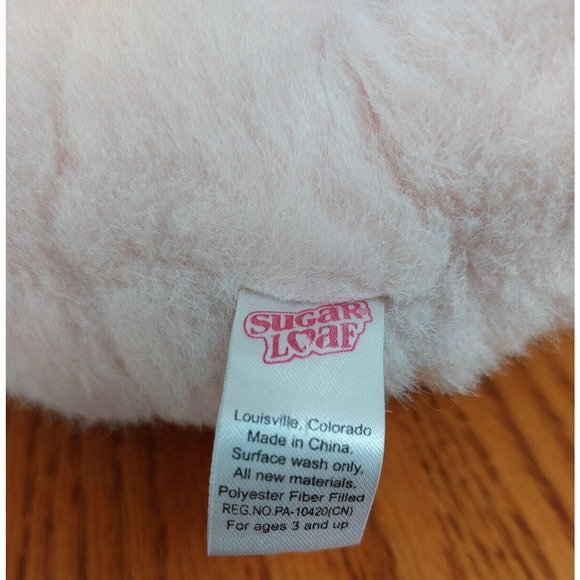 SUGAR
LOAF
Louisville, Colorado
Made in China.
Surface wash only,
All new materials.
Polyester Fiber Filled
REG.NO.PA-10420(CN)
For ages 3 and up